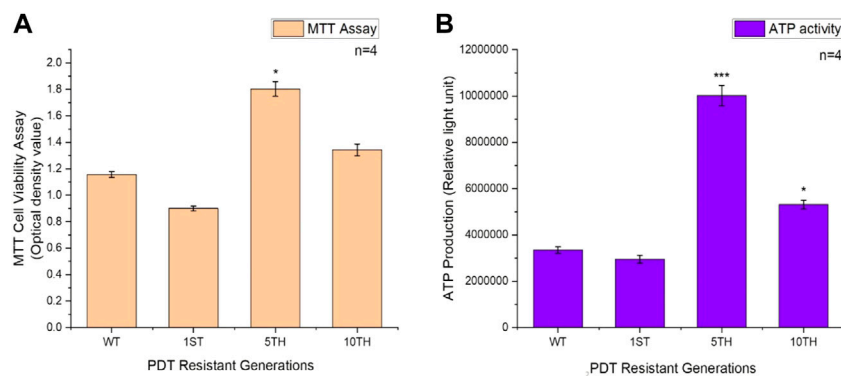 A
MTT Assay
n=4
MTT Cell Viability Assay
(Optical density value)
2.0
1.8
1.6
1.4
1.2
1.0
0.8
0.6
0.4
0.2
0.0
*
WT 1ST 5TH 10TH
PDT Resistant Generations
B
ATP activity
n=4
ATP Production (Relative light unit)
12000000
10000000
8000000
6000000
4000000
2000000
0
***
*
WT 1ST 5TH 10TH
PDT Resistant Generations